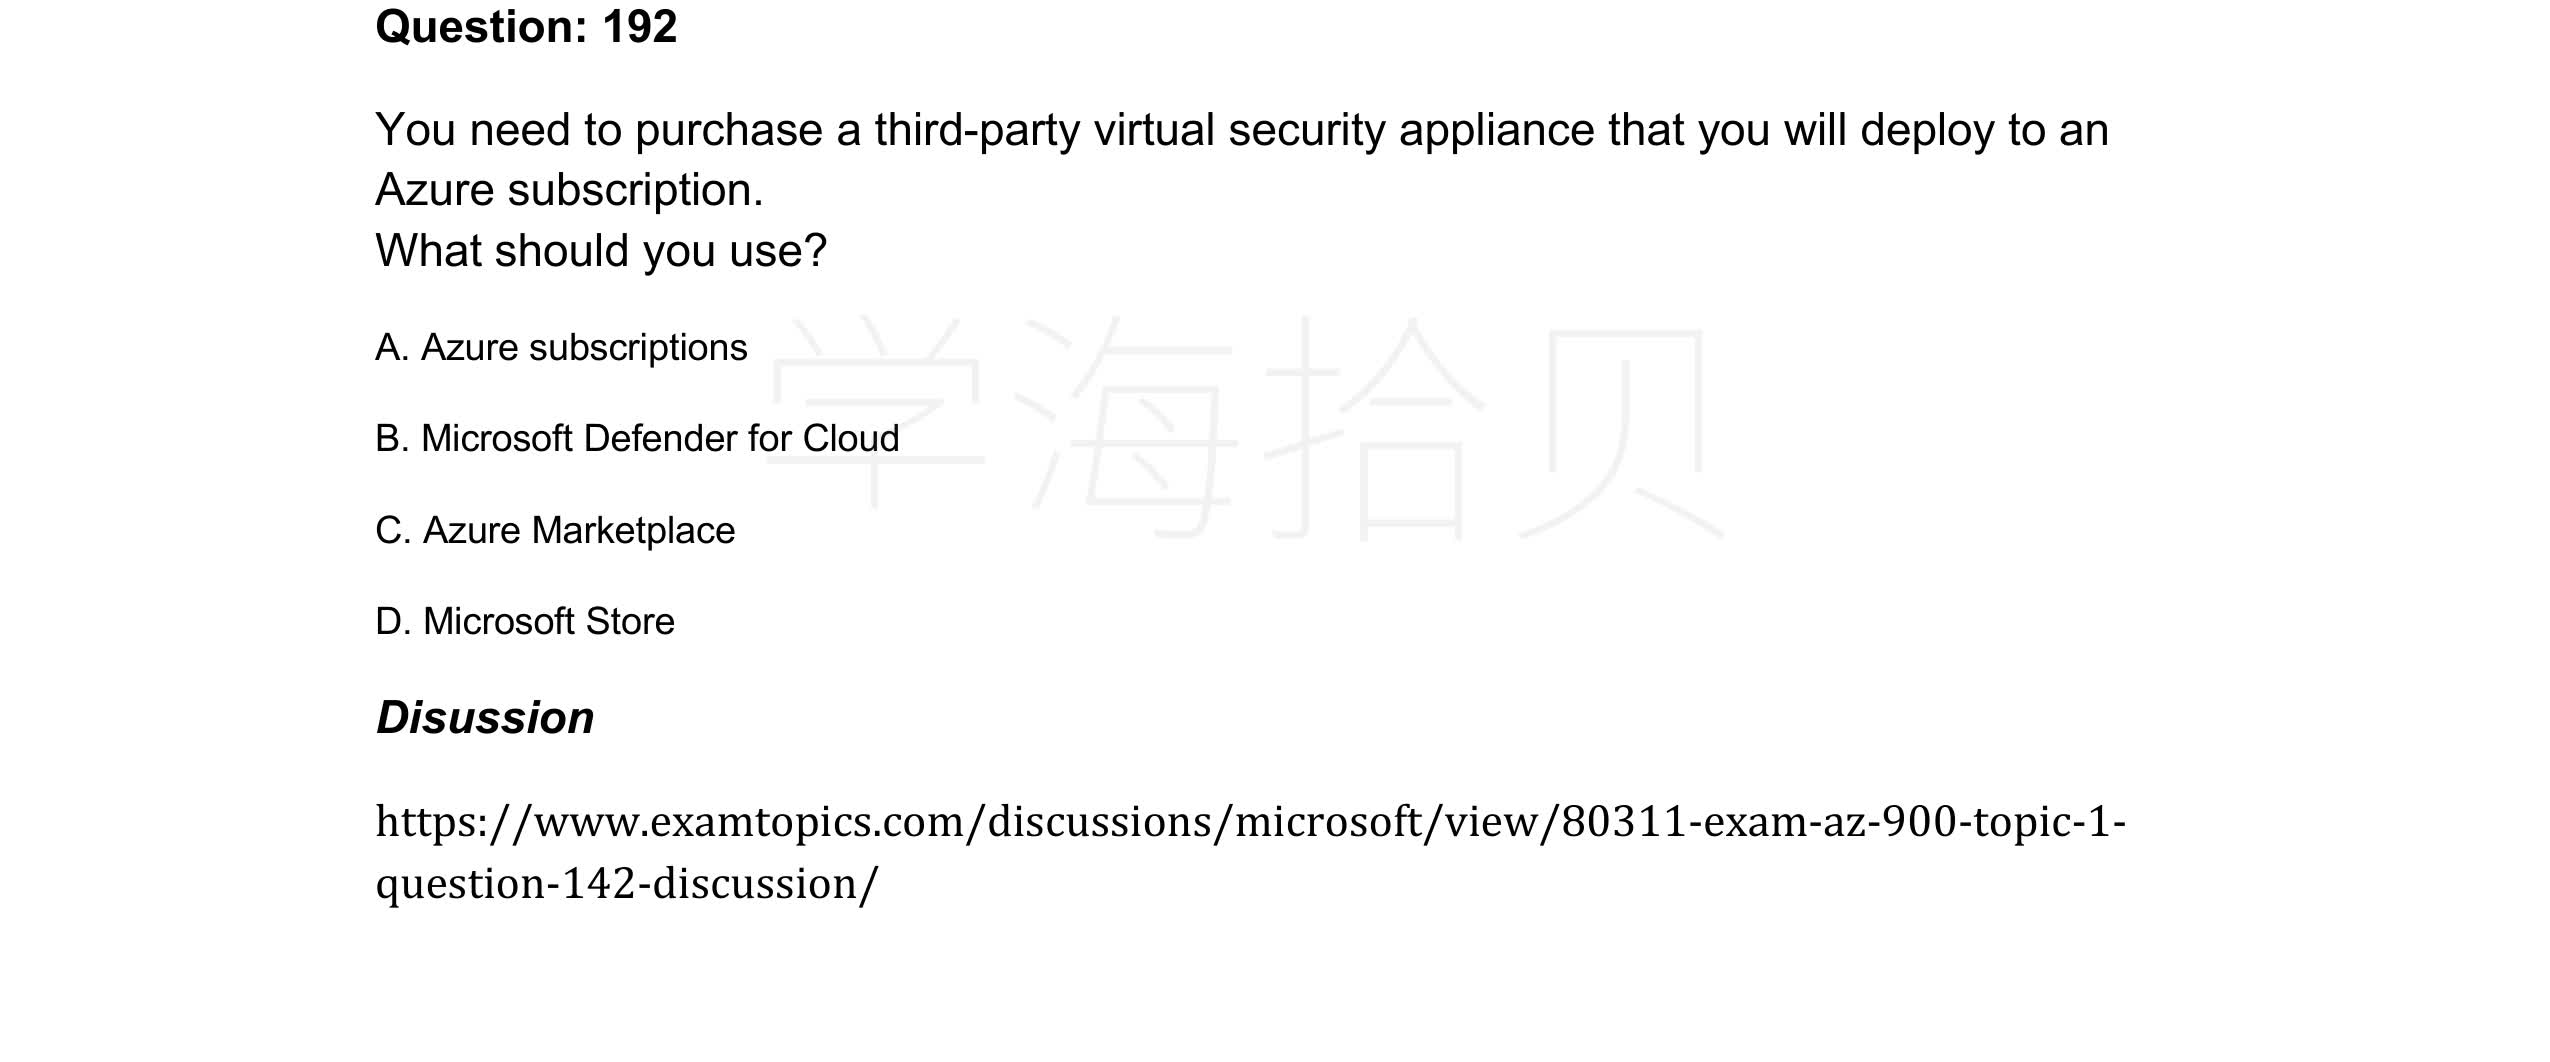 Question: 192
You need to purchase a third-party virtual security appliance that you will deploy to an
Azure subscription.
What should you use?
A. Azure subscriptions
B. Microsoft Defender for Cloud
C. Azure Marketplace
D. Microsoft Store
学海拾贝
Disussion
https://www.examtopics.com/discussions/microsoft/view/80311-exam-az-900-topic-1-
question-142-discussion/